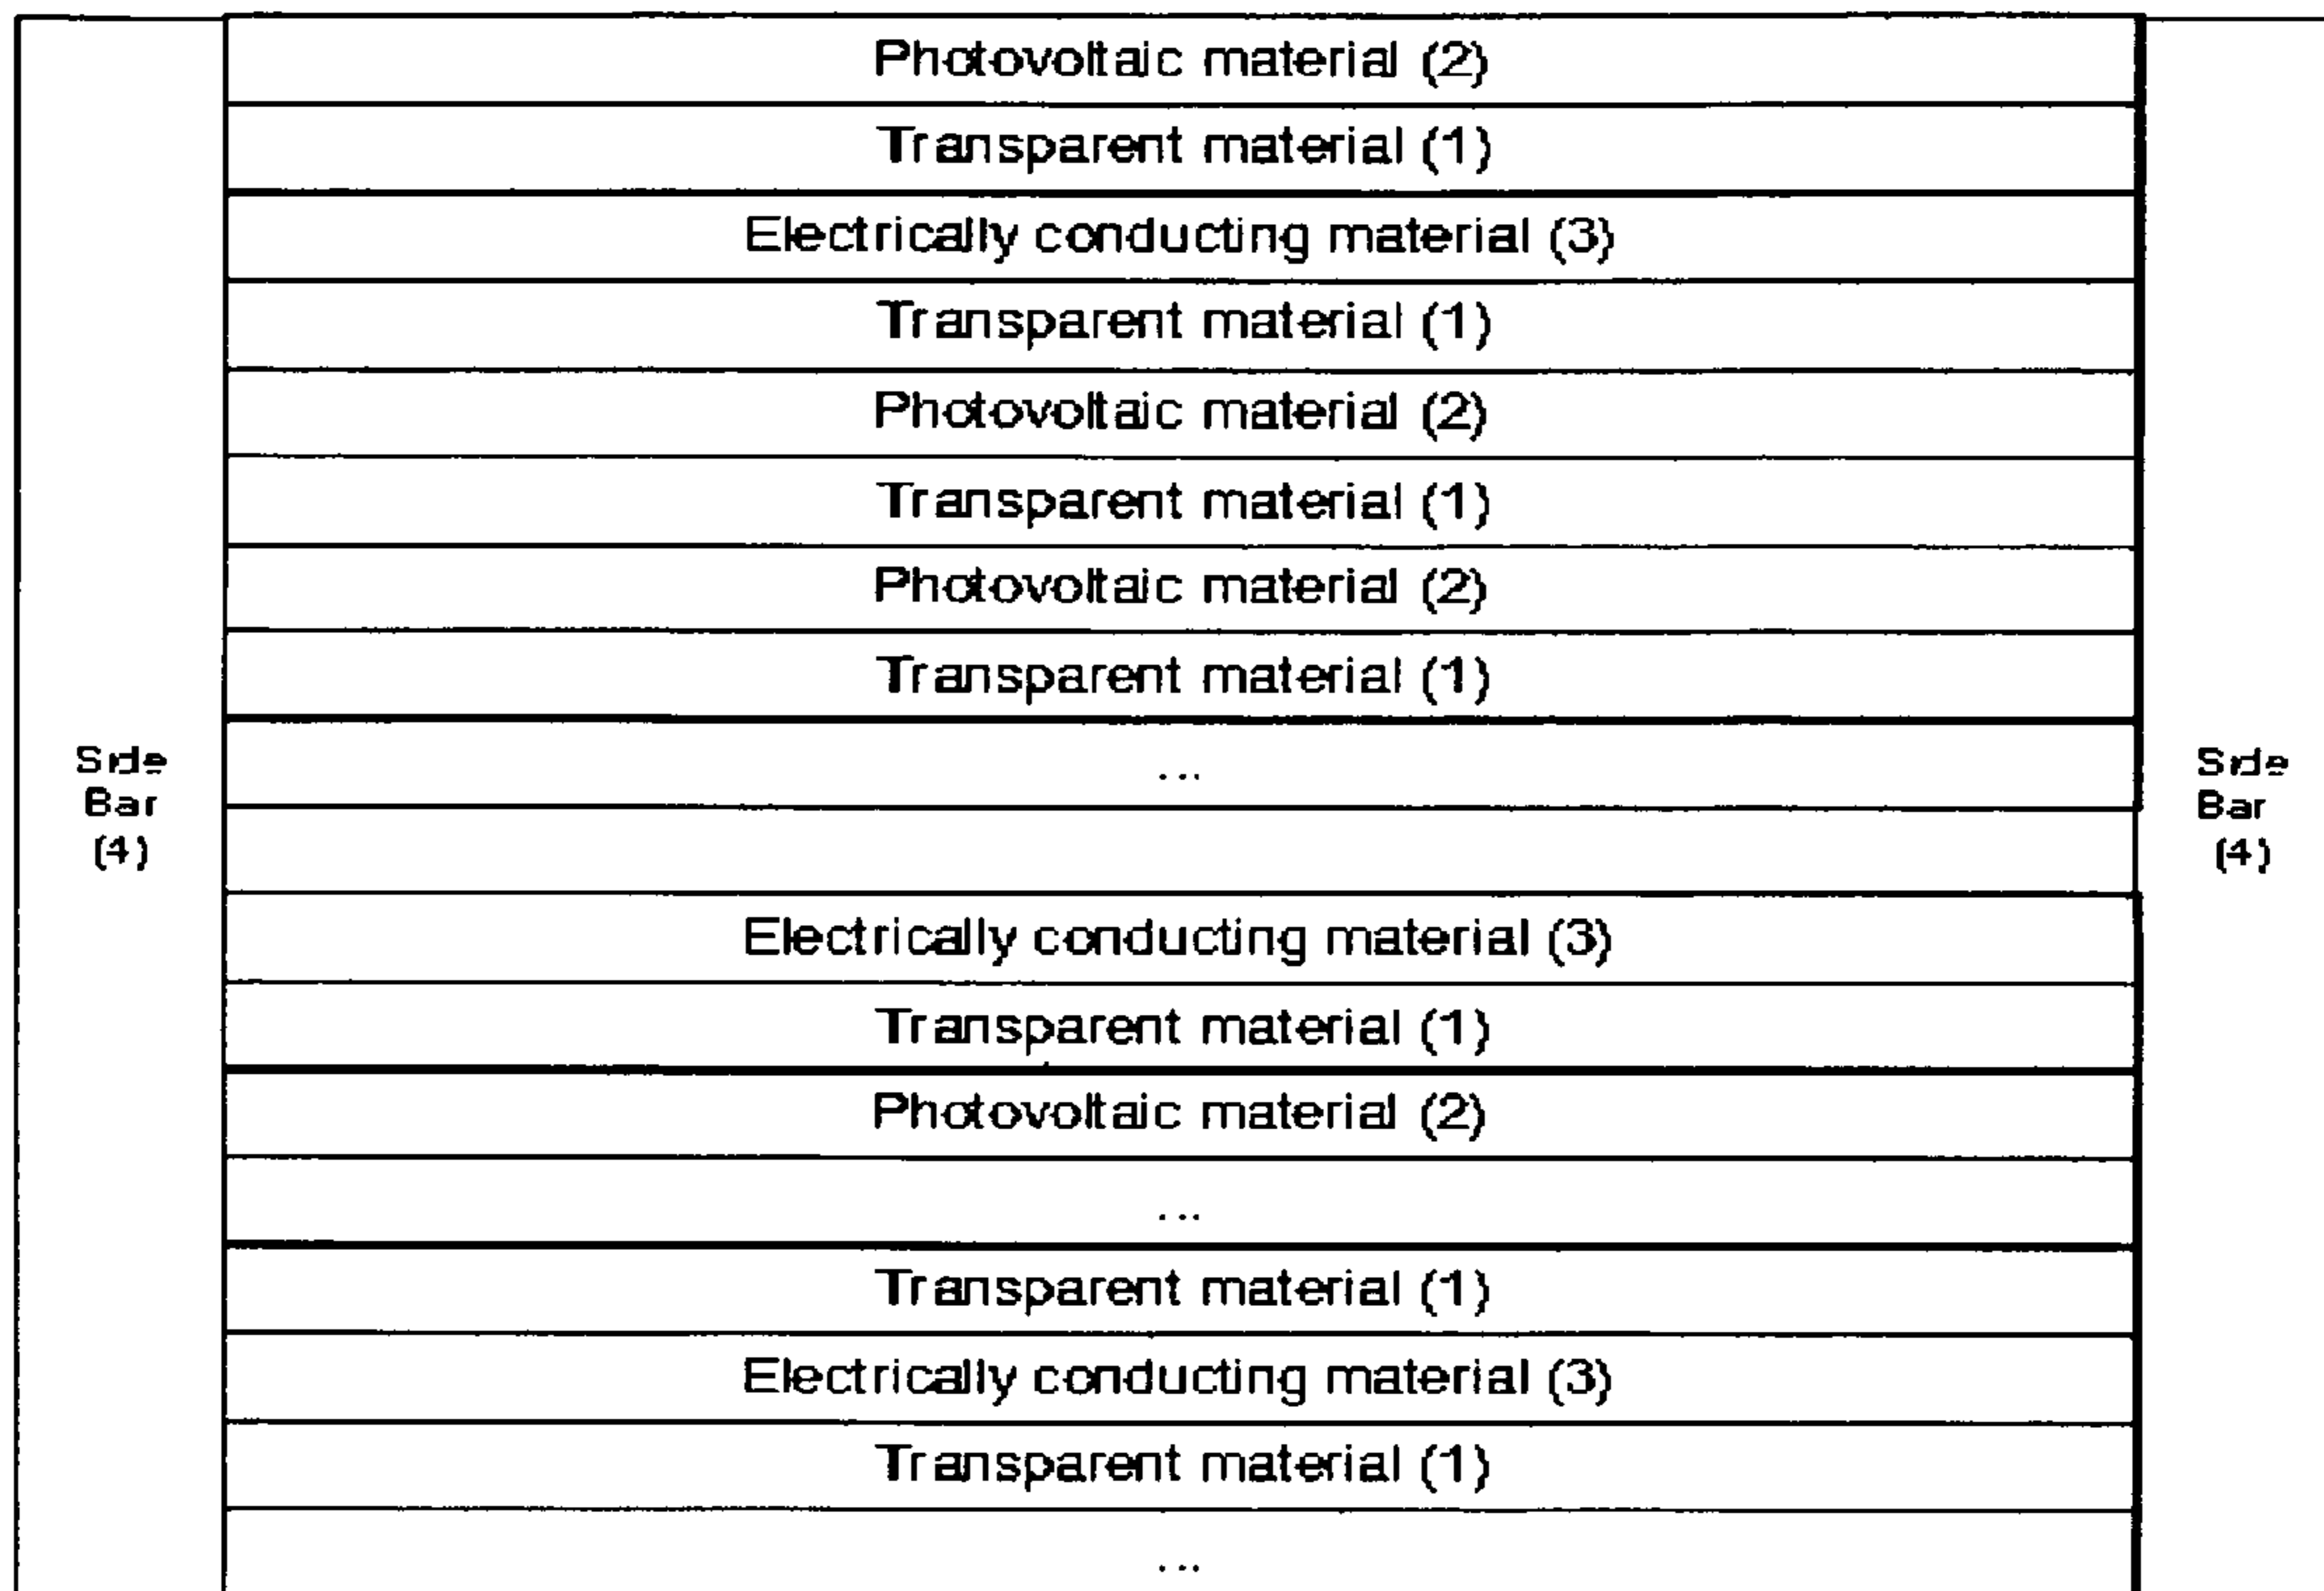 Photovoltaic material (2)
Transparent material (1)
Electrically conducting material (3)
Transparent material (1)
Photovoltaic material (2)
Transparent material (1)
Photovoltaic material (2)
Transparent material (1)
Side
Bar
(4)
...
Side
Bar
(4)
Electrically conducting material (3)
Transparent material (1)
Photovoltaic material (2)
...
Transparent material (1)
Electrically conducting material (3)
Transparent material (1)
...